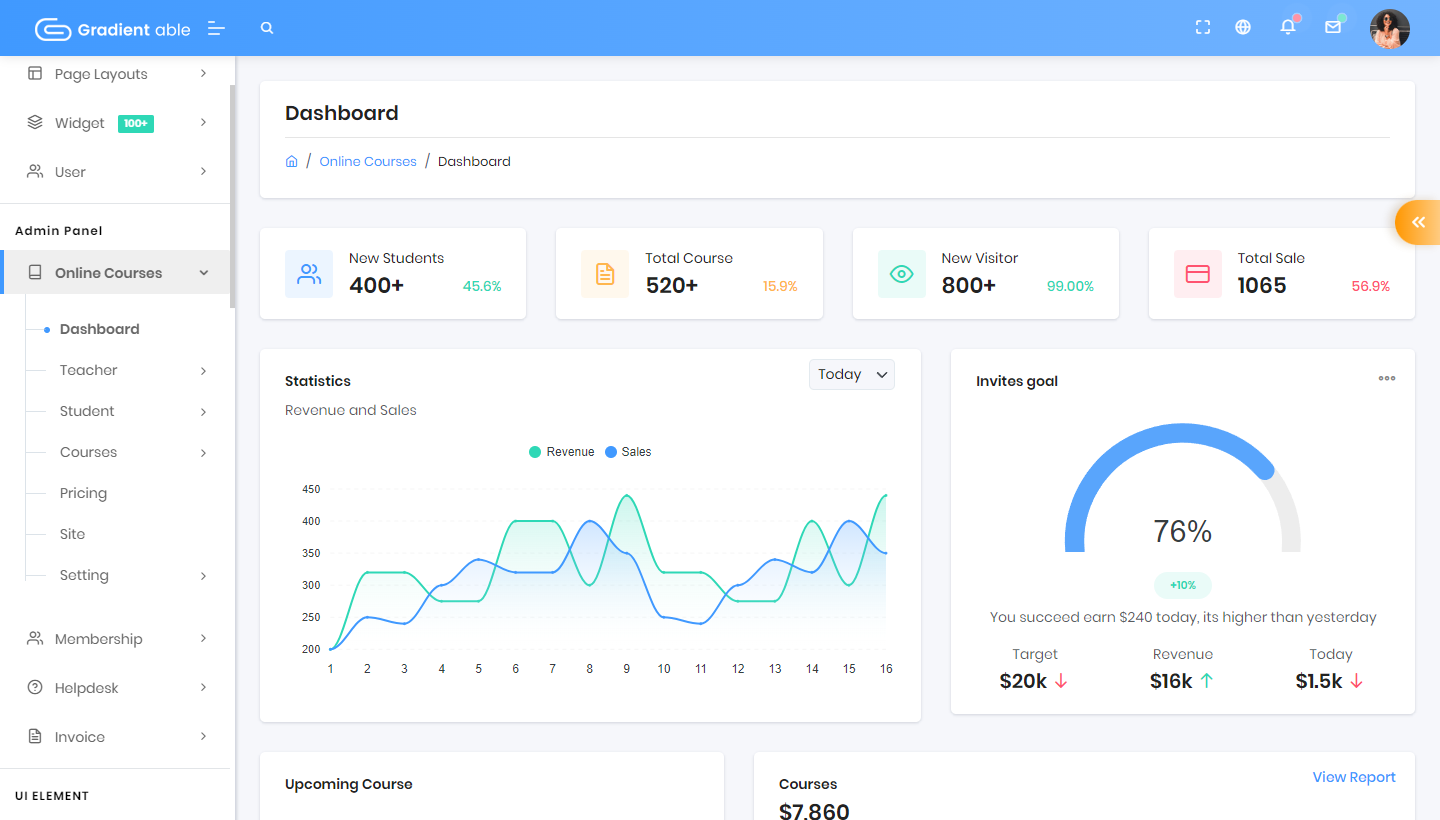 Gradient able
Page Layouts
Widget 100+
User
Admin Panel
Online Courses
Dashboard
Teacher
Student
Courses
Pricing
Site
Setting
Membership
Helpdesk
Invoice
UI ELEMENT
Dashboard
/ Online Courses / Dashboard
New Students
400+ 45.6%
Total Course
520+ 15.9%
New Visitor
800+ 99.00%
Total Sale
1065 56.9%
Statistics
Today
Revenue and Sales
Revenue Sales
450
400
350
300
250
200
1 2 3 4 5 6 7 8 9 10 11 12 13 14 15 16
Invites goal
76%
+10%
You succeed earn $240 today, its higher than yesterday
Target Revenue Today
$20k $16k $1.5k
Upcoming Course
Courses
View Report
$7,860